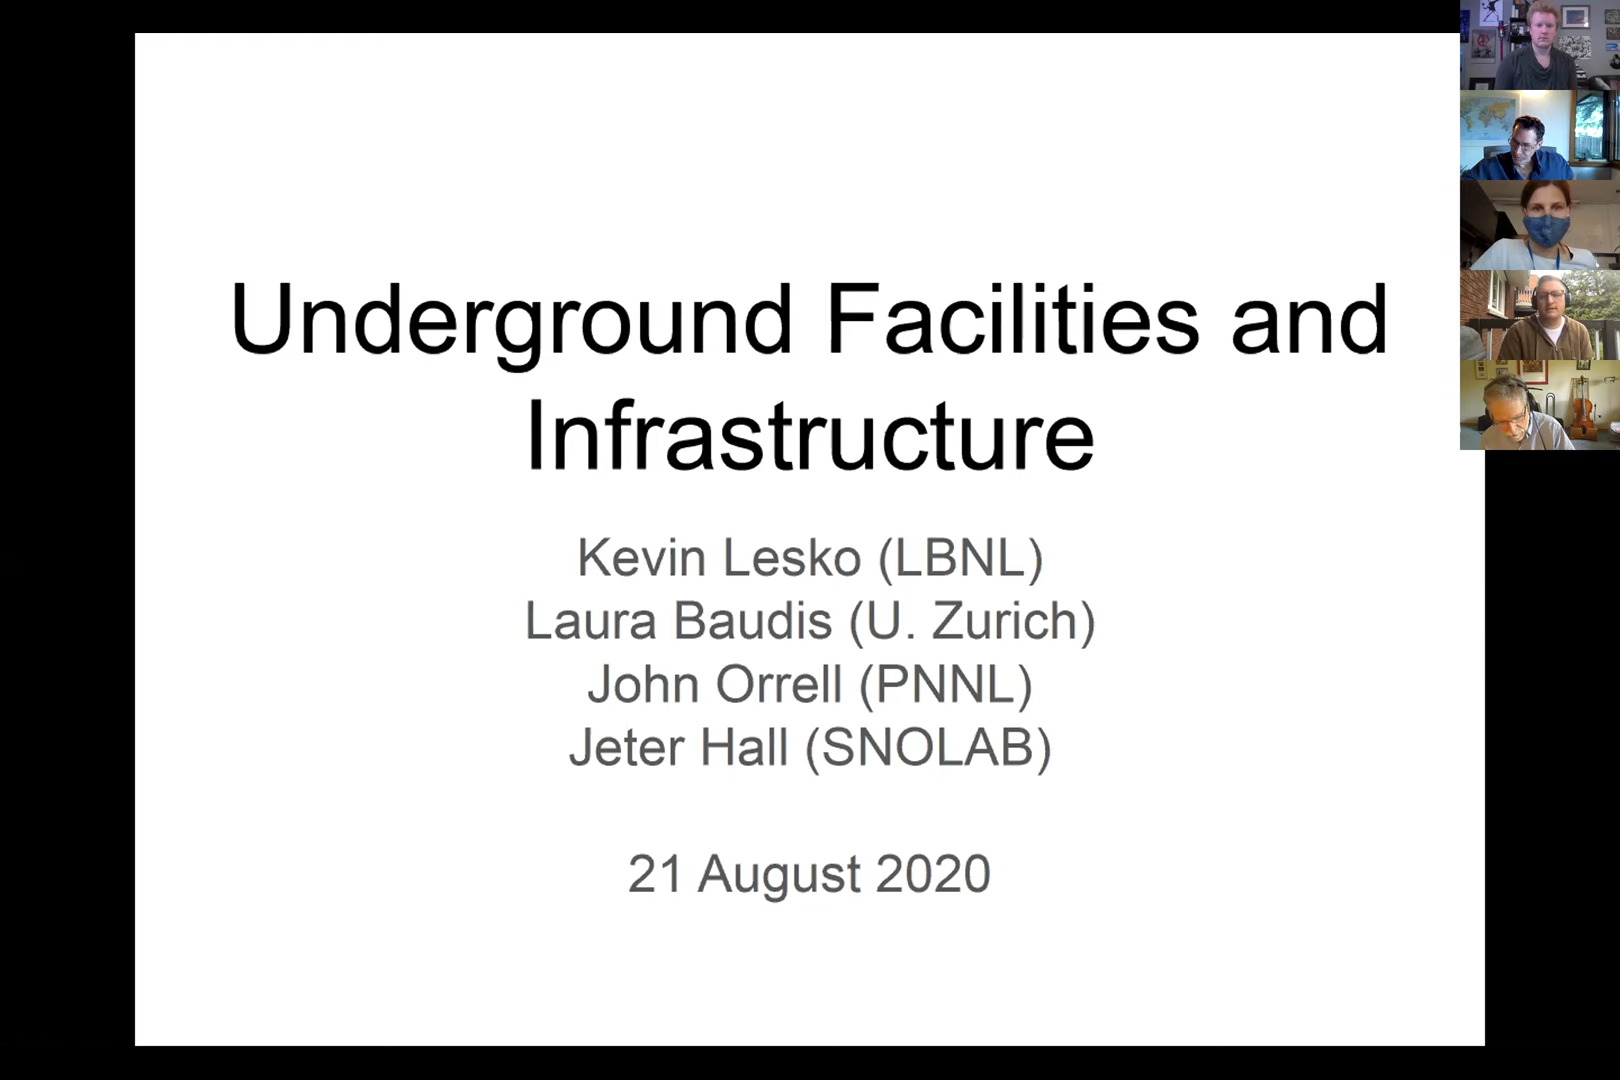 Underground Facilities and
Infrastructure
Kevin Lesko (LBNL)
Laura Baudis (U. Zurich)
John Orrell (PNNL)
Jeter Hall (SNOLAB)
21 August 2020